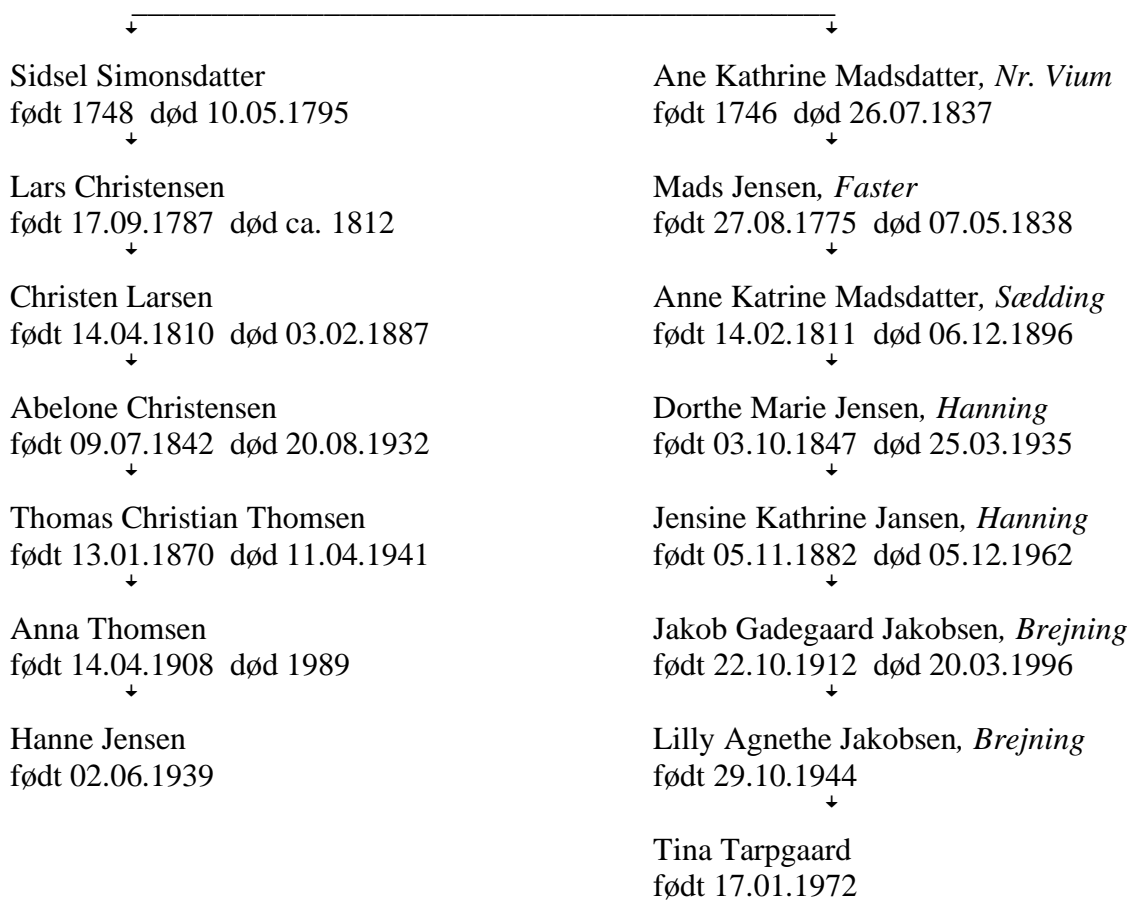 Sidsel Simonsdatter
født 1748 død 10.05.1795
Lars Christensen
født 17.09.1787 død ca. 1812
Christen Larsen
født 14.04.1810 død 03.02.1887
Abelone Christensen
født 09.07.1842 død 20.08.1932
Thomas Christian Thomsen
født 13.01.1870 død 11.04.1941
Anna Thomsen
født 14.04.1908 død 1989
Hanne Jensen
født 02.06.1939
Ane Kathrine Madsdatter, Nr. Vium
født 1746 død 26.07.1837
Mads Jensen, Faster
født 27.08.1775 død 07.05.1838
Anne Katrine Madsdatter, Sædding
født 14.02.1811 død 06.12.1896
Dorthe Marie Jensen, Hanning
født 03.10.1847 død 25.03.1935
Jensine Kathrine Jansen, Hanning
født 05.11.1882 død 05.12.1962
Jakob Gadegaard Jakobsen, Brejning
født 22.10.1912 død 20.03.1996
Lilly Agnethe Jakobsen, Brejning
født 29.10.1944
Tina Tarpgaard
født 17.01.1972